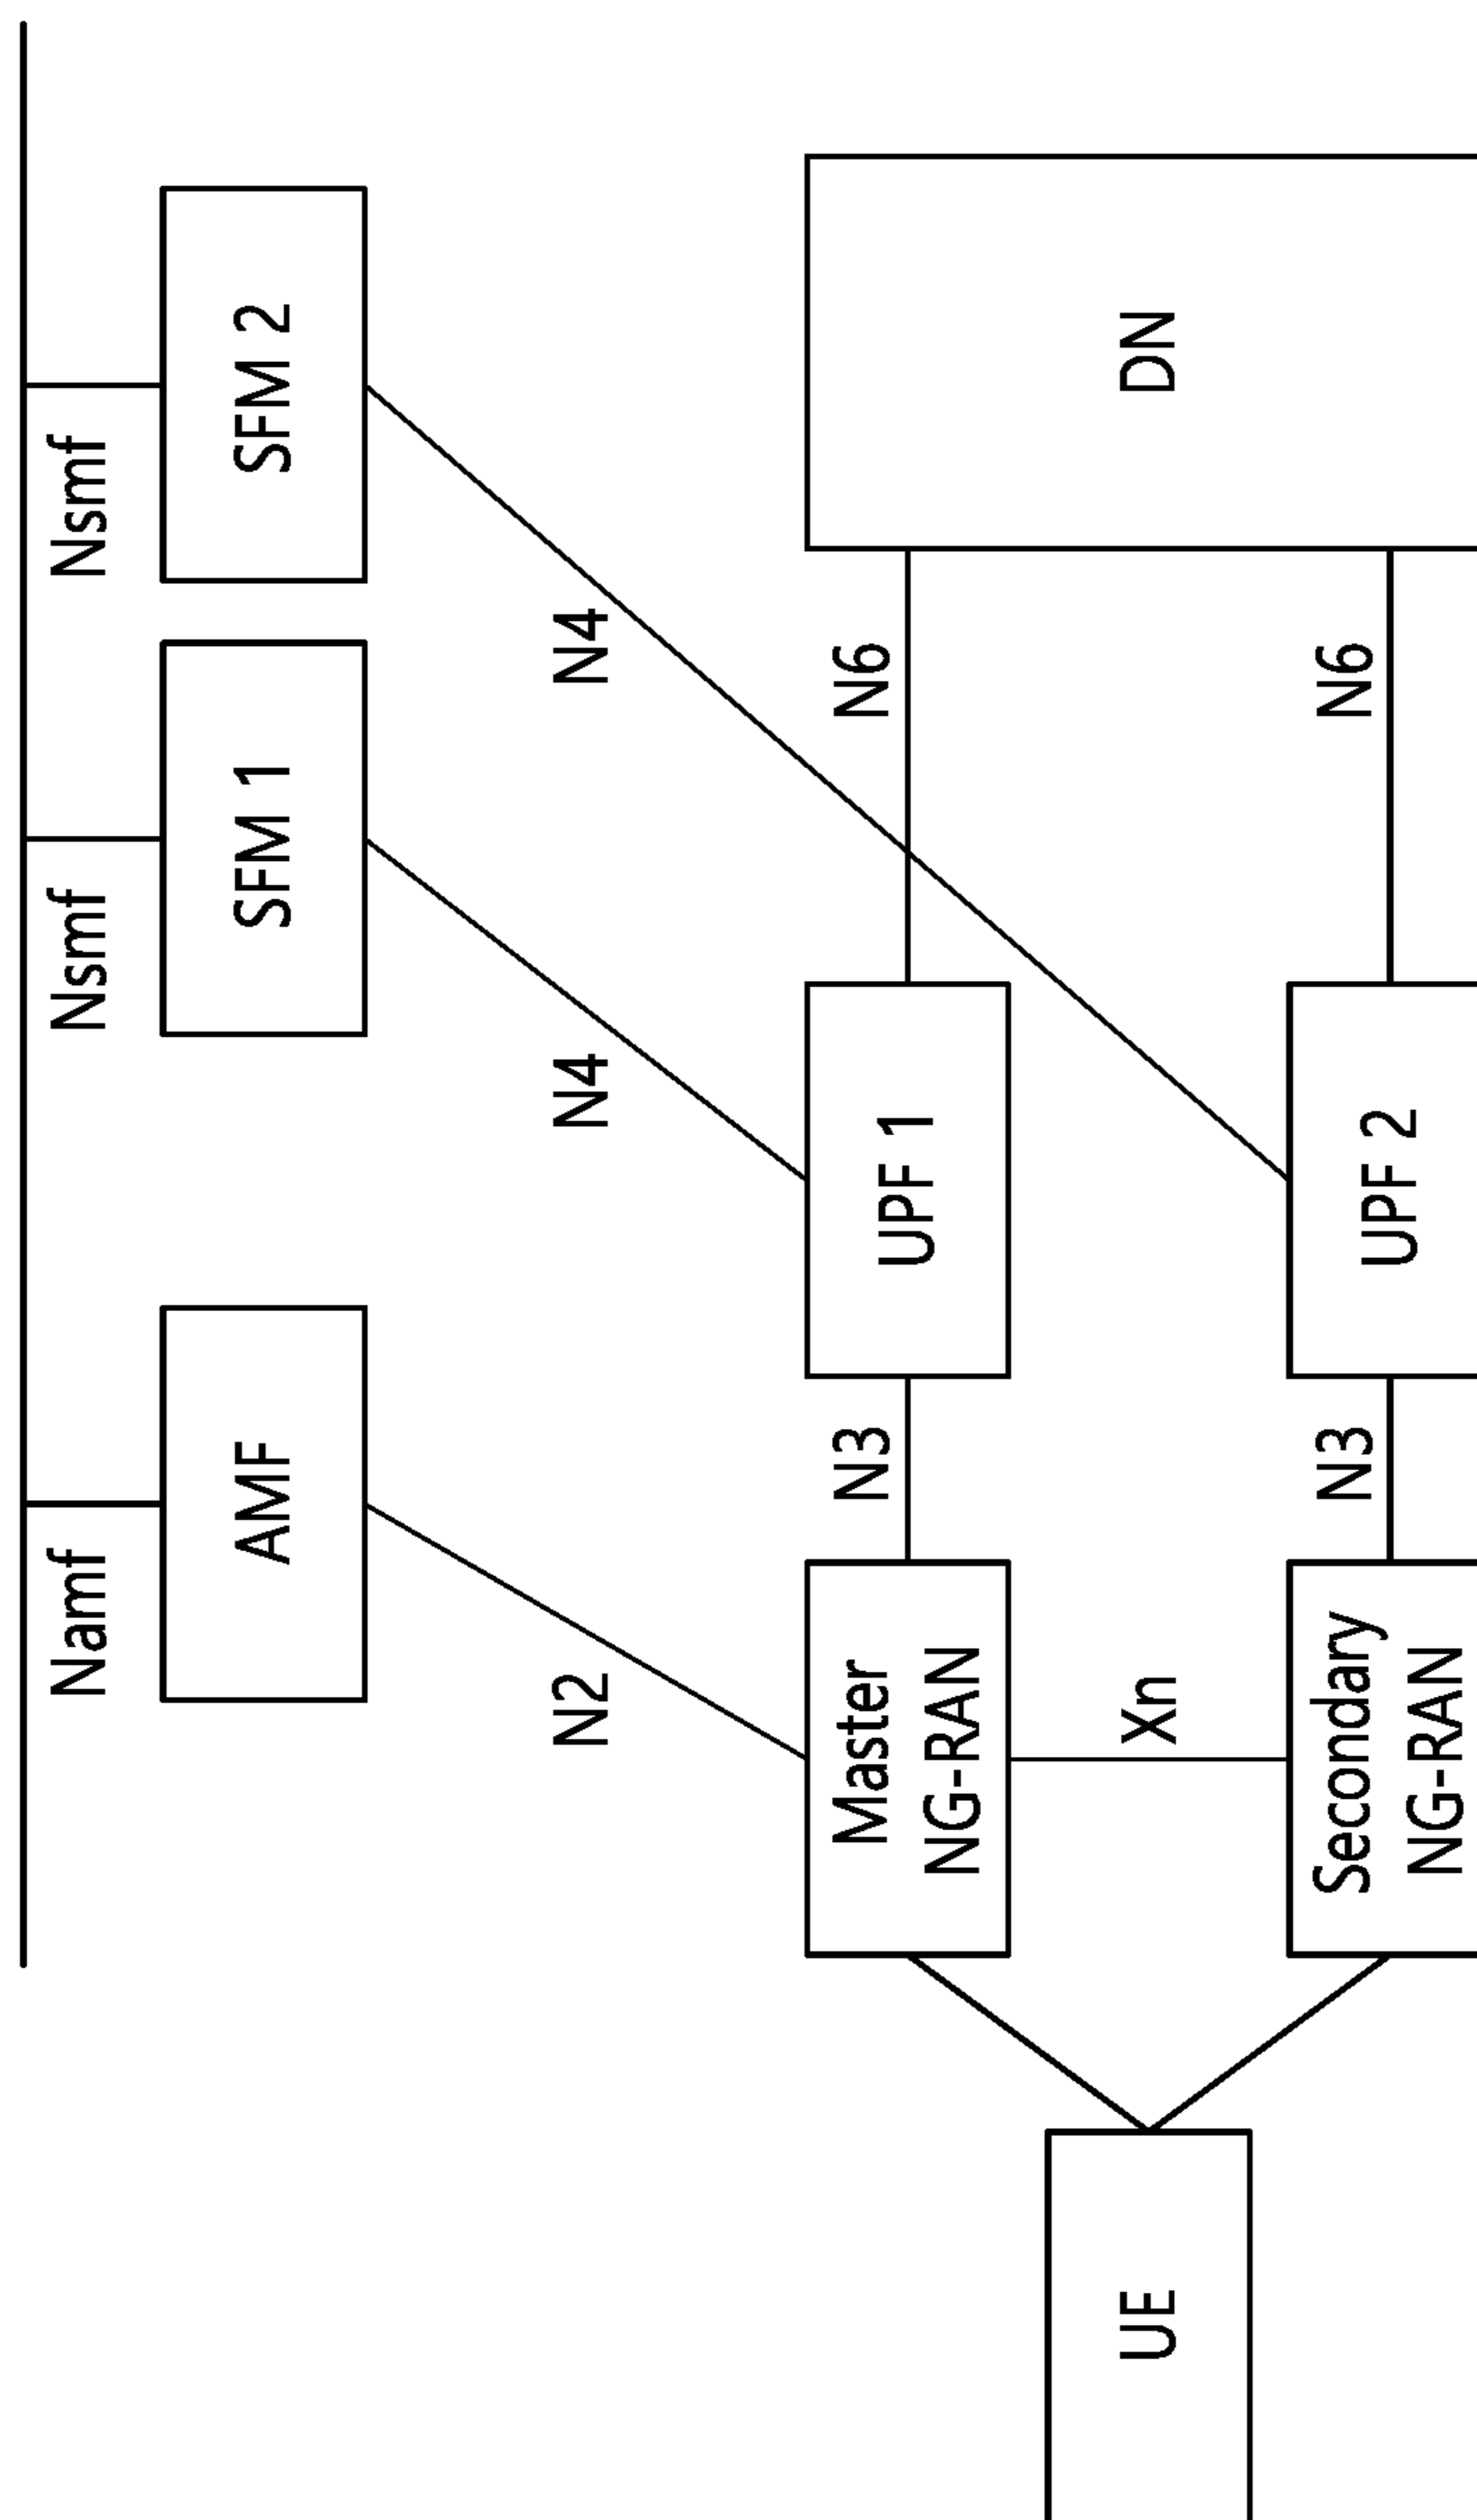 Namf
Nsmf
Nsmf
AMF
SFM 1
SFM 2
N2
N4
N4
Master
NG-RAN
N3
UPF 1
N6
UE
Xn
DN
Secondary
NG-RAN
N3
UPF 2
N6